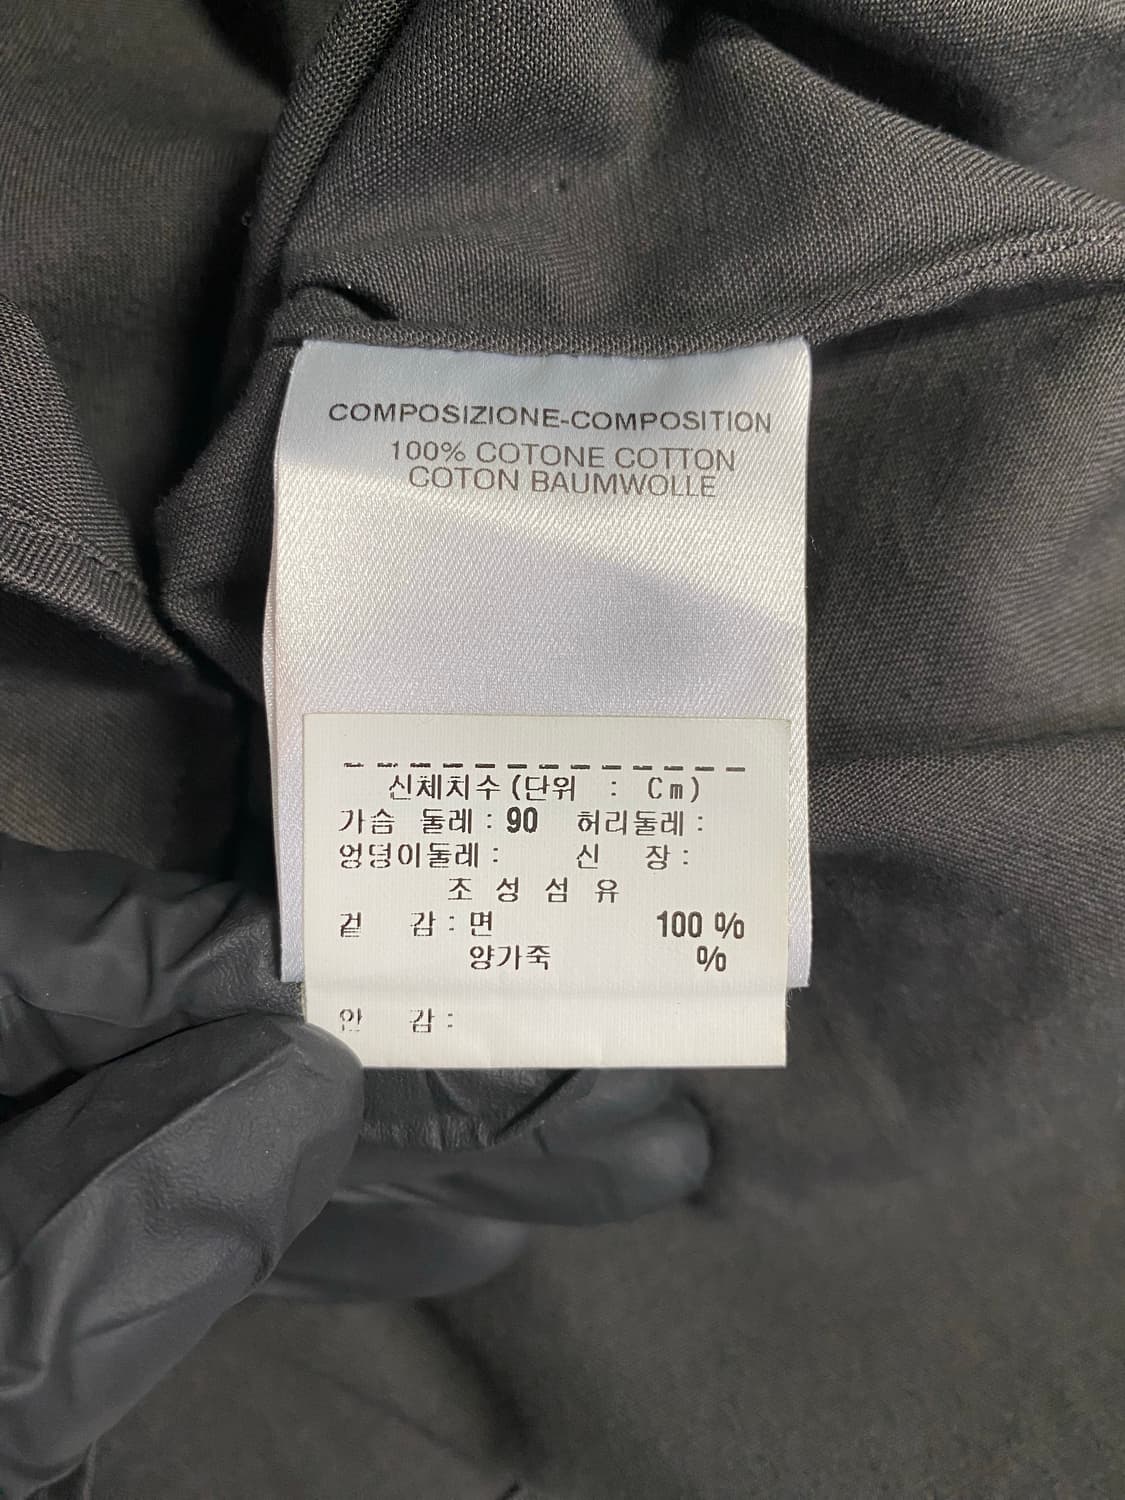 COMPOSIZIONE-COMPOSITION
100% COTONE COTTON
COTON BAUMWOLLE
신체치수(단위 : Cm)
가슴 둘레 : 90 허리둘레 :
엉덩이둘레 : 신 장 :
조 성 섬 유
겉 감 : 면 100 %
양가죽 %
안 감 :